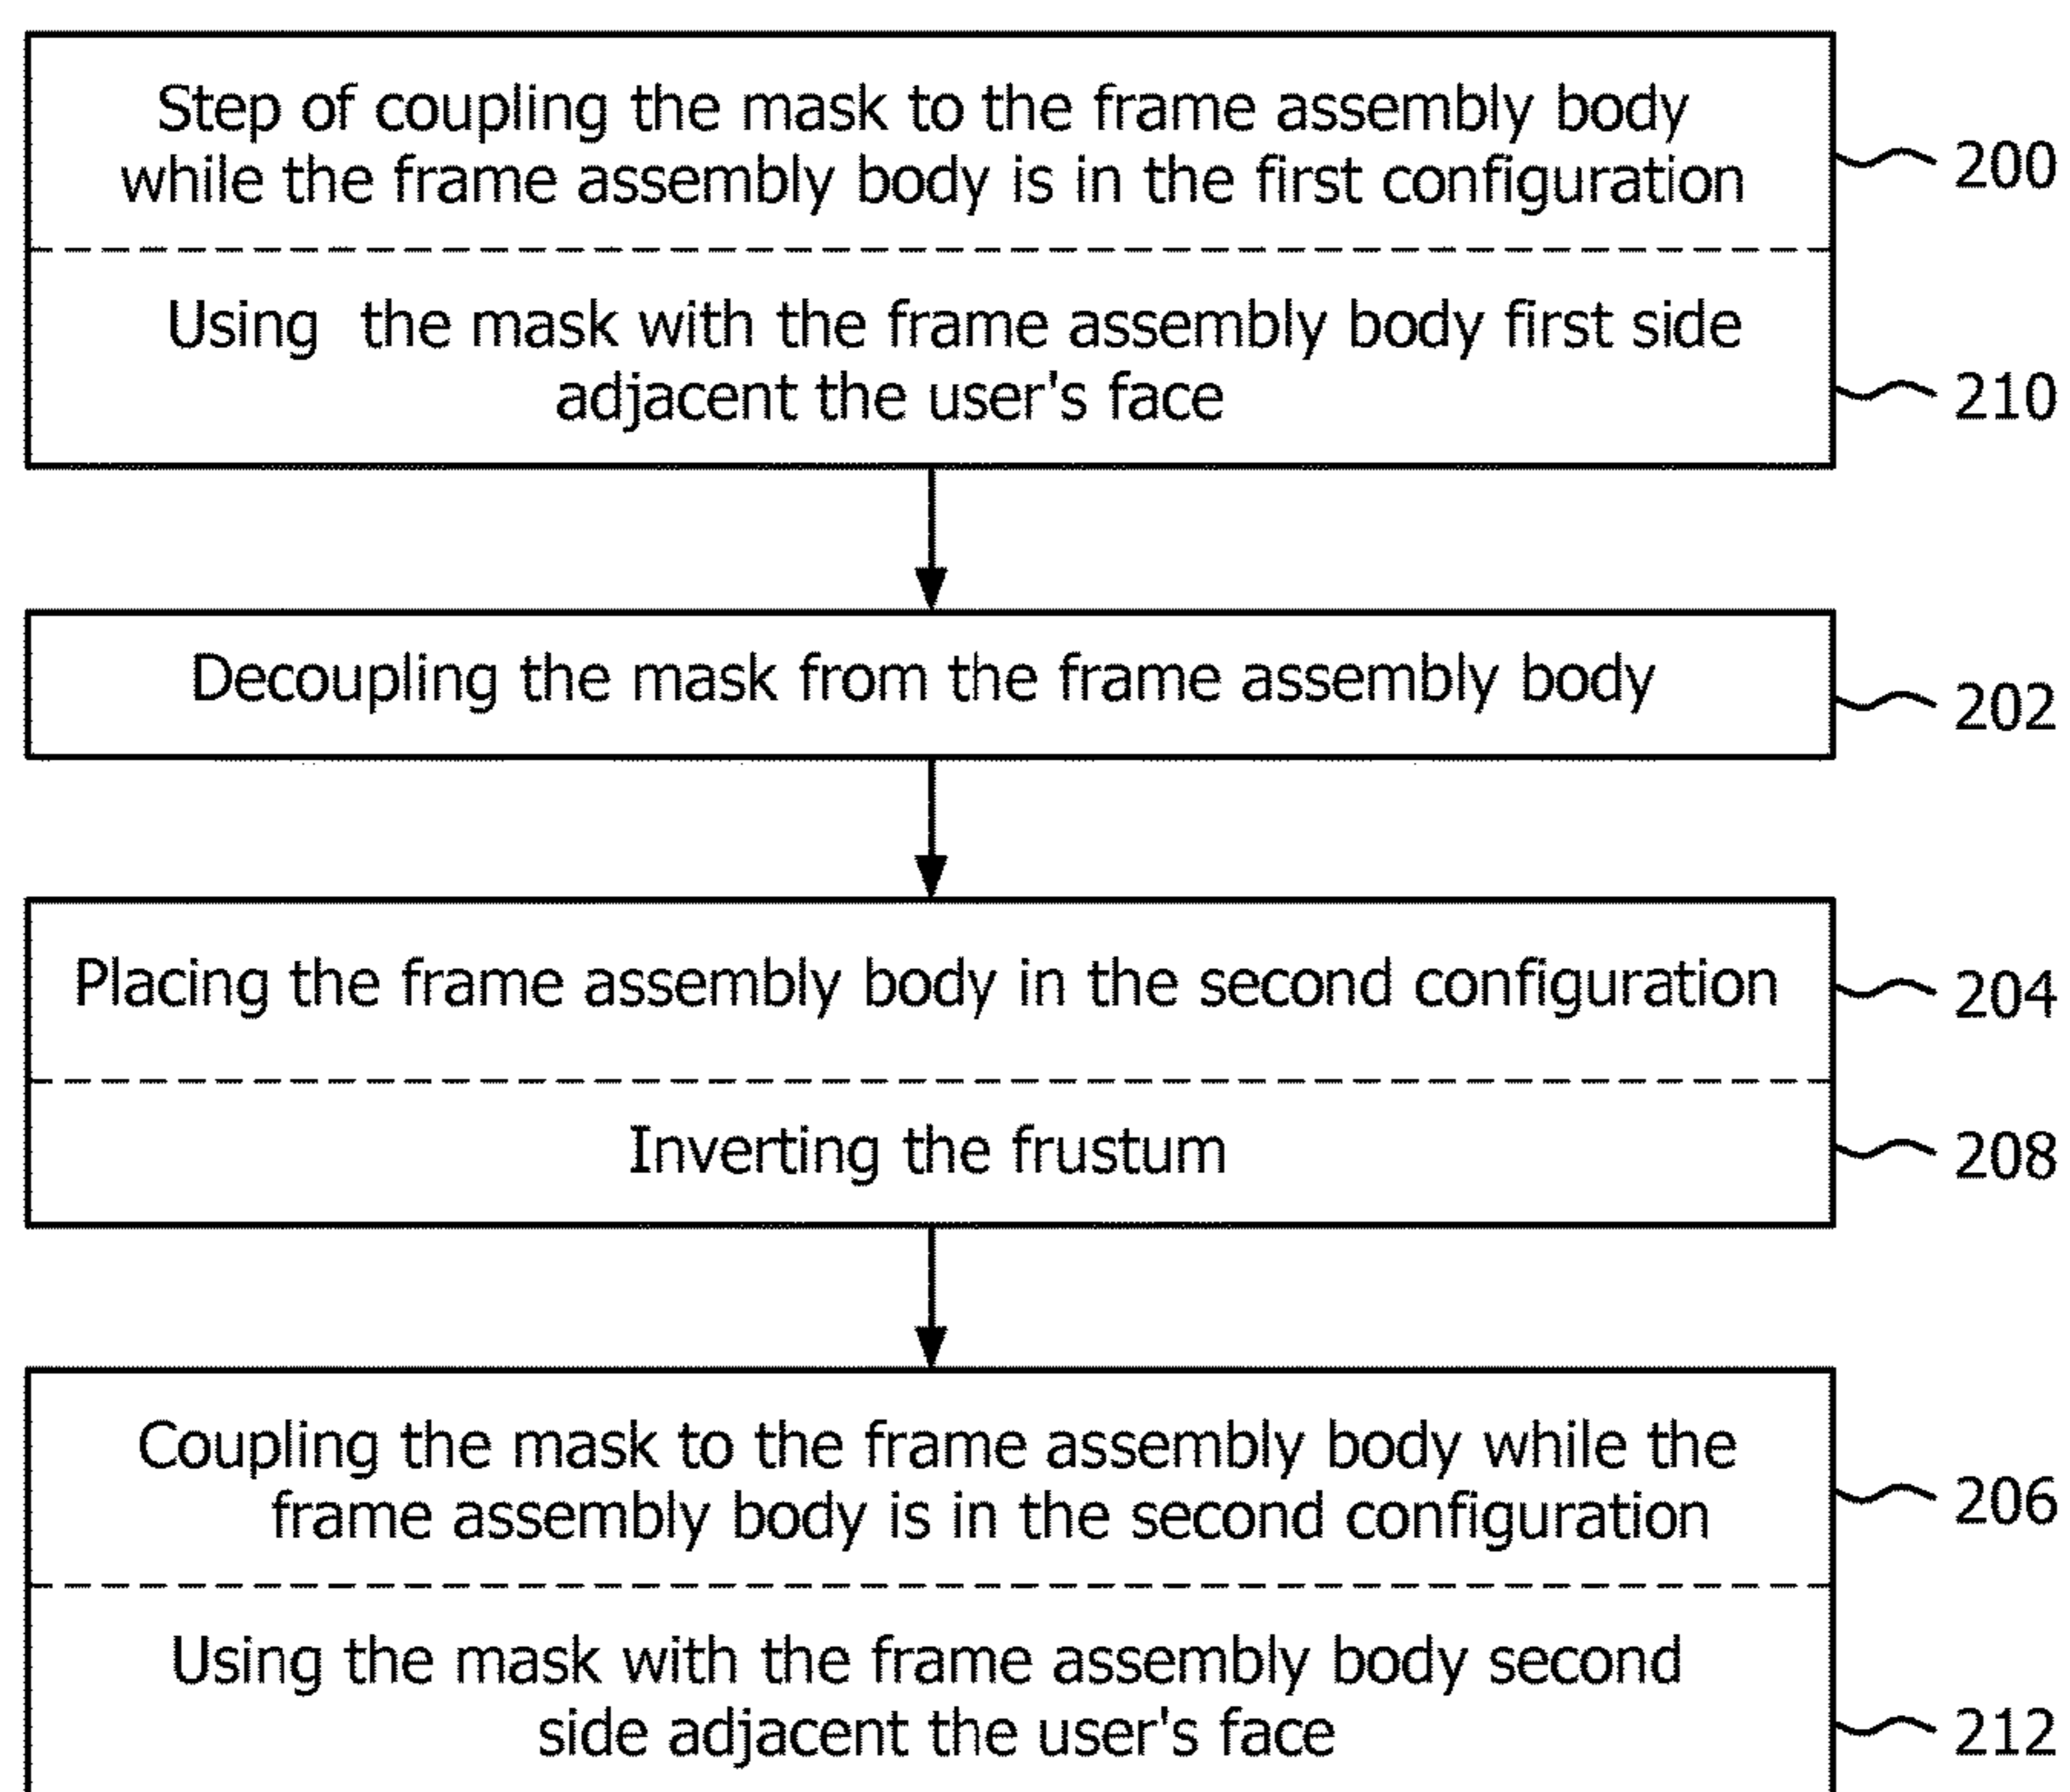 Step of coupling the mask to the frame assembly body
while the frame assembly body is in the first configuration
200
Using the mask with the frame assembly body first side
adjacent the user's face
210
Decoupling the mask from the frame assembly body
202
Placing the frame assembly body in the second configuration
204
Inverting the frustum
208
Coupling the mask to the frame assembly body while the
frame assembly body is in the second configuration
206
Using the mask with the frame assembly body second
side adjacent the user's face
212